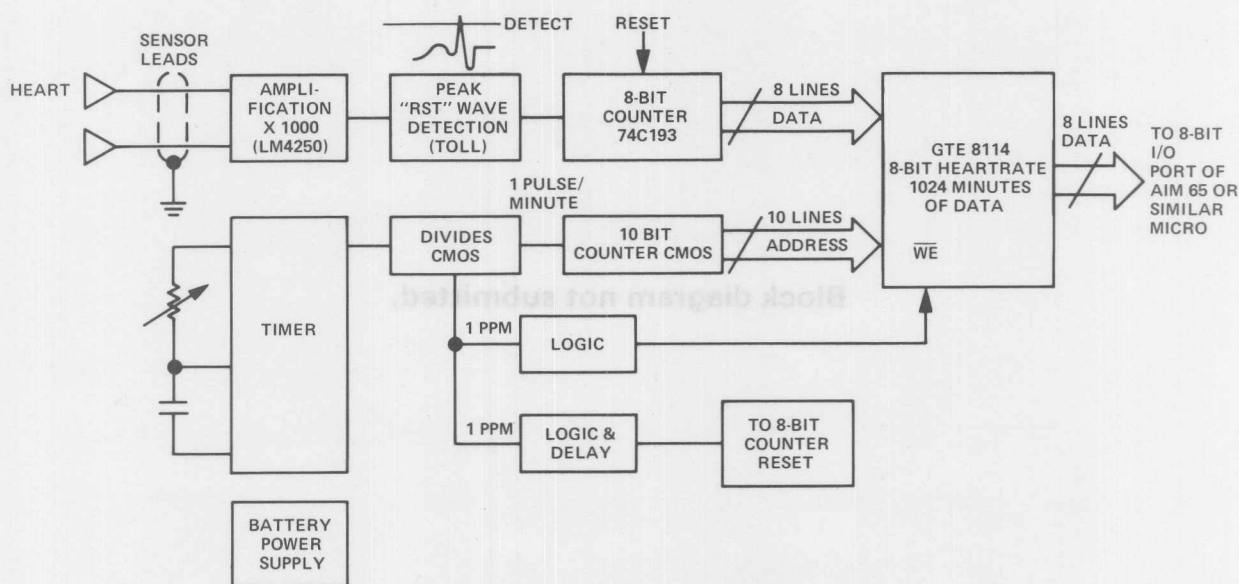 DETECT
RESET
SENSOR
LEADS
HEART
AMPLI-
FICATION
X 1000
(LM4250)
PEAK
"RST" WAVE
DETECTION
(TOLL)
8-BIT
COUNTER
74C193
8 LINES
DATA
GTE 8114
8-BIT HEARTRATE
1024 MINUTES
OF DATA
WE
8 LINES
DATA
TO 8-BIT
I/O
PORT OF
AIM 65 OR
SIMILAR
MICRO
1 PULSE/
MINUTE
TIMER
DIVIDES
CMOS
10 BIT
COUNTER CMOS
10 LINES
ADDRESS
Block diagram not submitted.
1 PPM
LOGIC
1 PPM
LOGIC &
DELAY
TO 8-BIT
COUNTER
RESET
BATTERY
POWER
SUPPLY